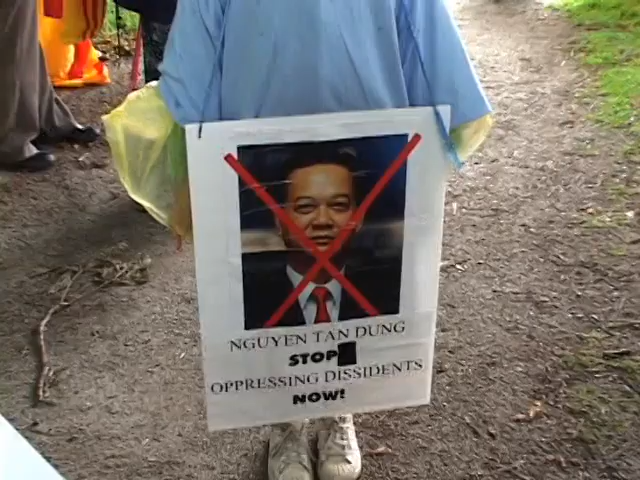 NGUYEN TAN DUNG
STOP
OPPRESSING DISSIDENTS
NOW!